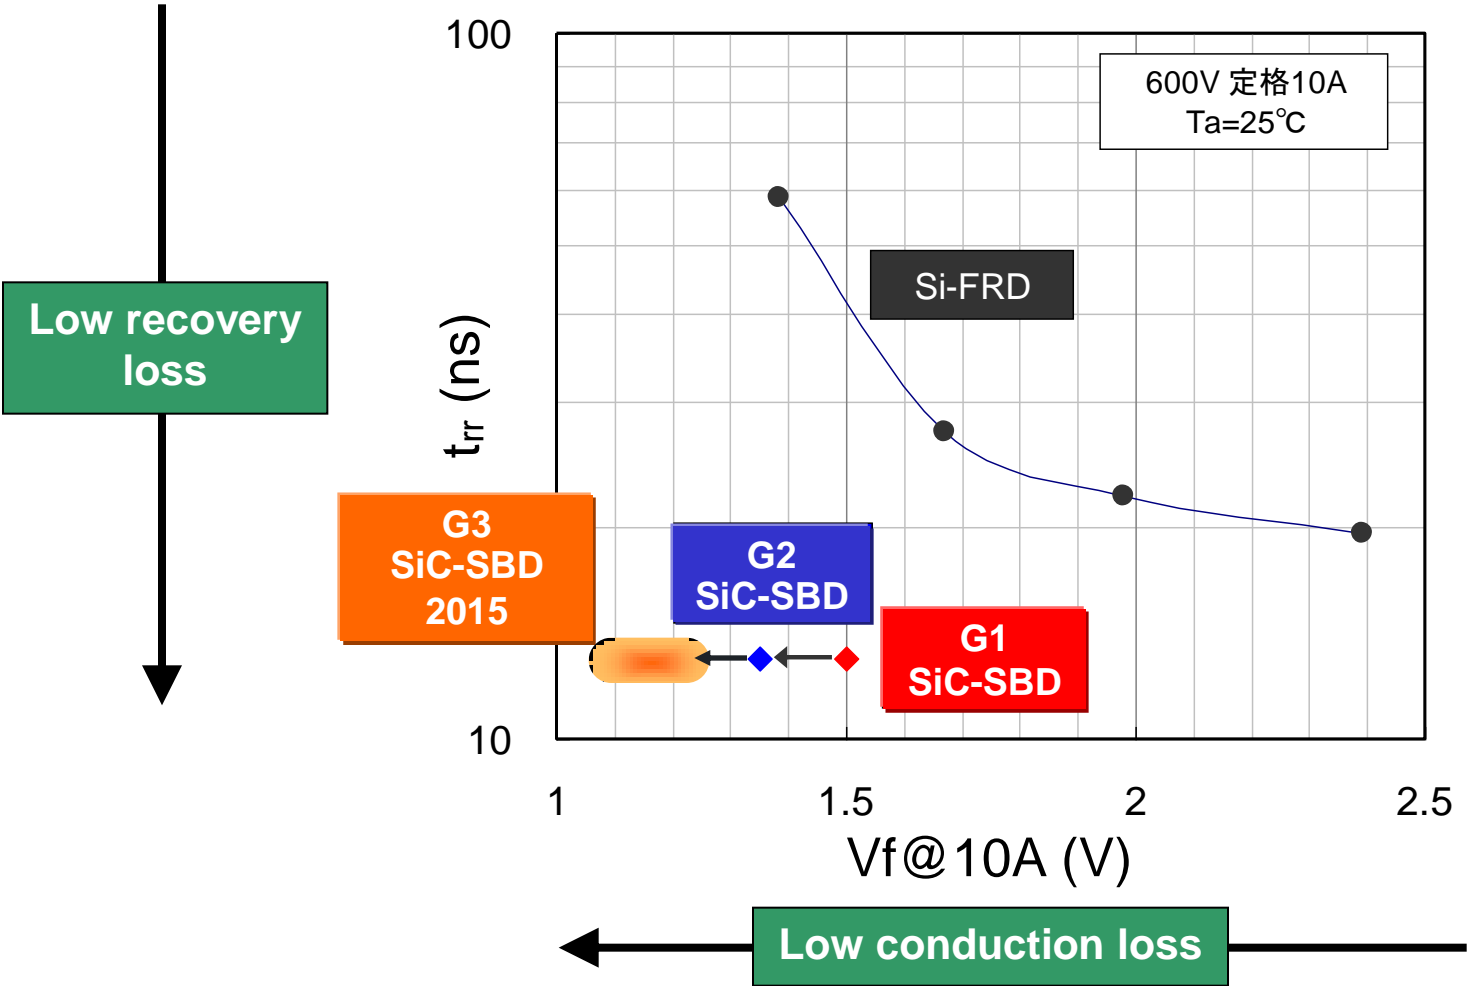 100
600V 定格10A
Ta=25℃
Low recovery
loss
Si-FRD
trr (ns)
G3
SiC-SBD
2015
G2
SiC-SBD
G1
SiC-SBD
10
1
1.5
2
2.5
Vf@10A (V)
Low conduction loss